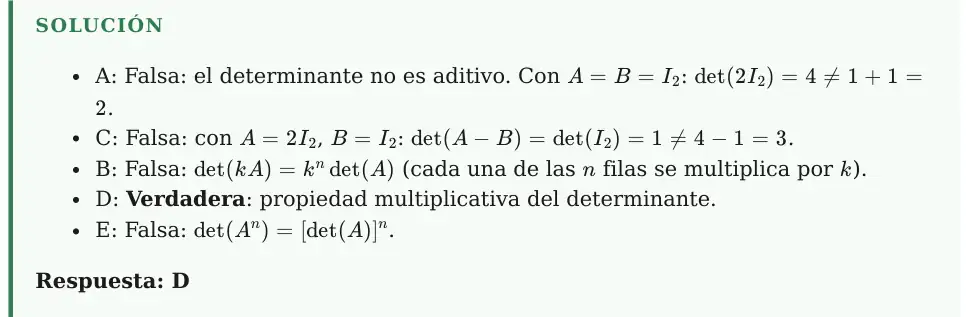 SOLUCIÓN
• A: Falsa: el determinante no es aditivo. Con A = B = I₂: det(2I₂) = 4 ≠ 1 + 1 =
2.
• C: Falsa: con A = 2I₂, B = I₂: det(A − B) = det(I₂) = 1 ≠ 4 − 1 = 3.
• B: Falsa: det(kA) = kⁿ det(A) (cada una de las n filas se multiplica por k).
• D: Verdadera: propiedad multiplicativa del determinante.
• E: Falsa: det(Aⁿ) = [det(A)]ⁿ.
Respuesta: D